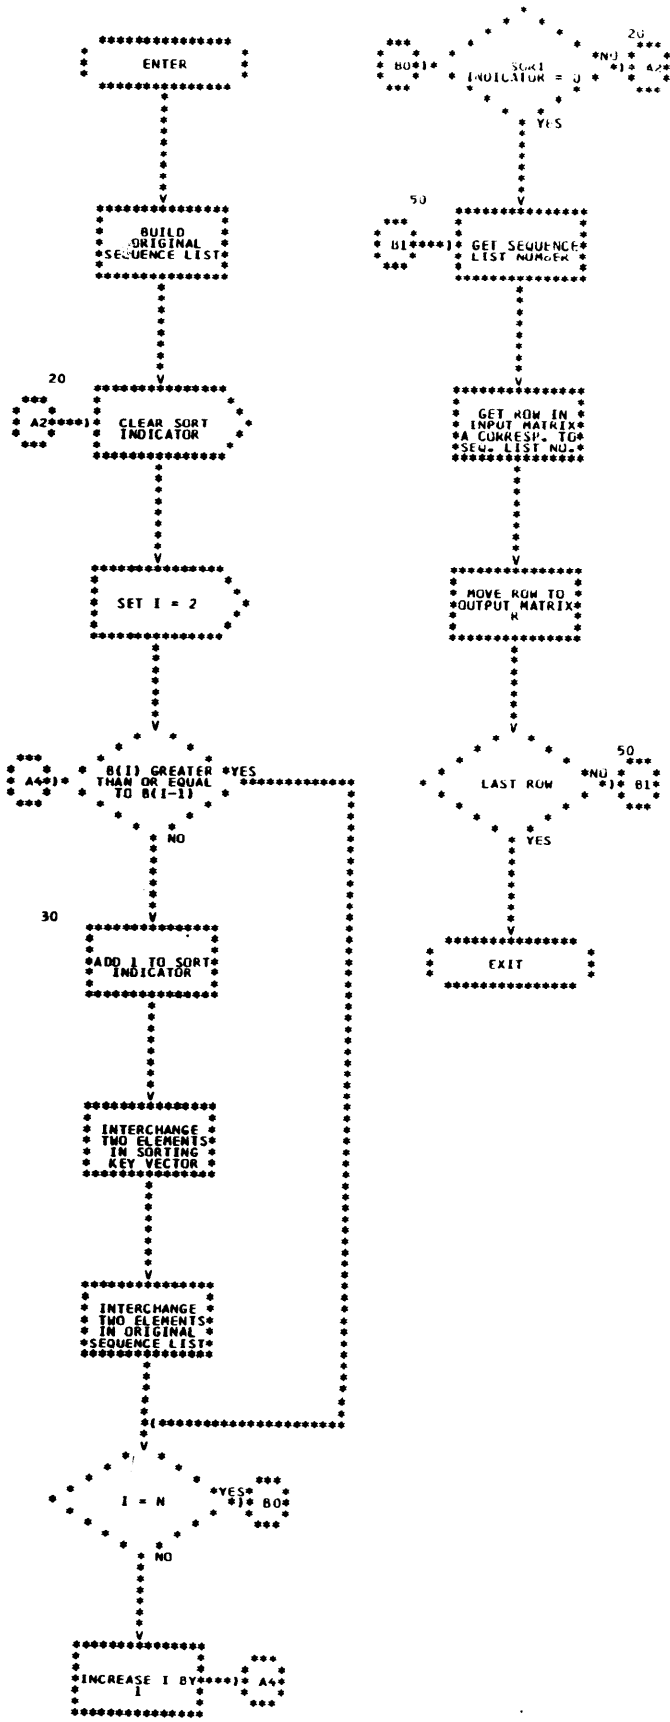 ENTER
BUILD
ORIGINAL
SEQUENCE LIST
20
A2
CLEAR SORT
INDICATOR
SET I = 2
A4
B(I) GREATER
THAN OR EQUAL
TO B(I-1)
YES
NO
30
ADD 1 TO SORT
INDICATOR
INTERCHANGE
TWO ELEMENTS
IN SORTING
KEY VECTOR
INTERCHANGE
TWO ELEMENTS
IN ORIGINAL
SEQUENCE LIST
I = N
YES
B0
NO
INCREASE I BY
1
A4
B0
SORT
INDICATOR = 0
NO
20
A2
YES
50
B1
GET SEQUENCE
LIST NUMBER
GET ROW IN
INPUT MATRIX
A CORRESP. TO
SEQ. LIST NO.
MOVE ROW TO
OUTPUT MATRIX
R
LAST ROW
NO
50
B1
YES
EXIT